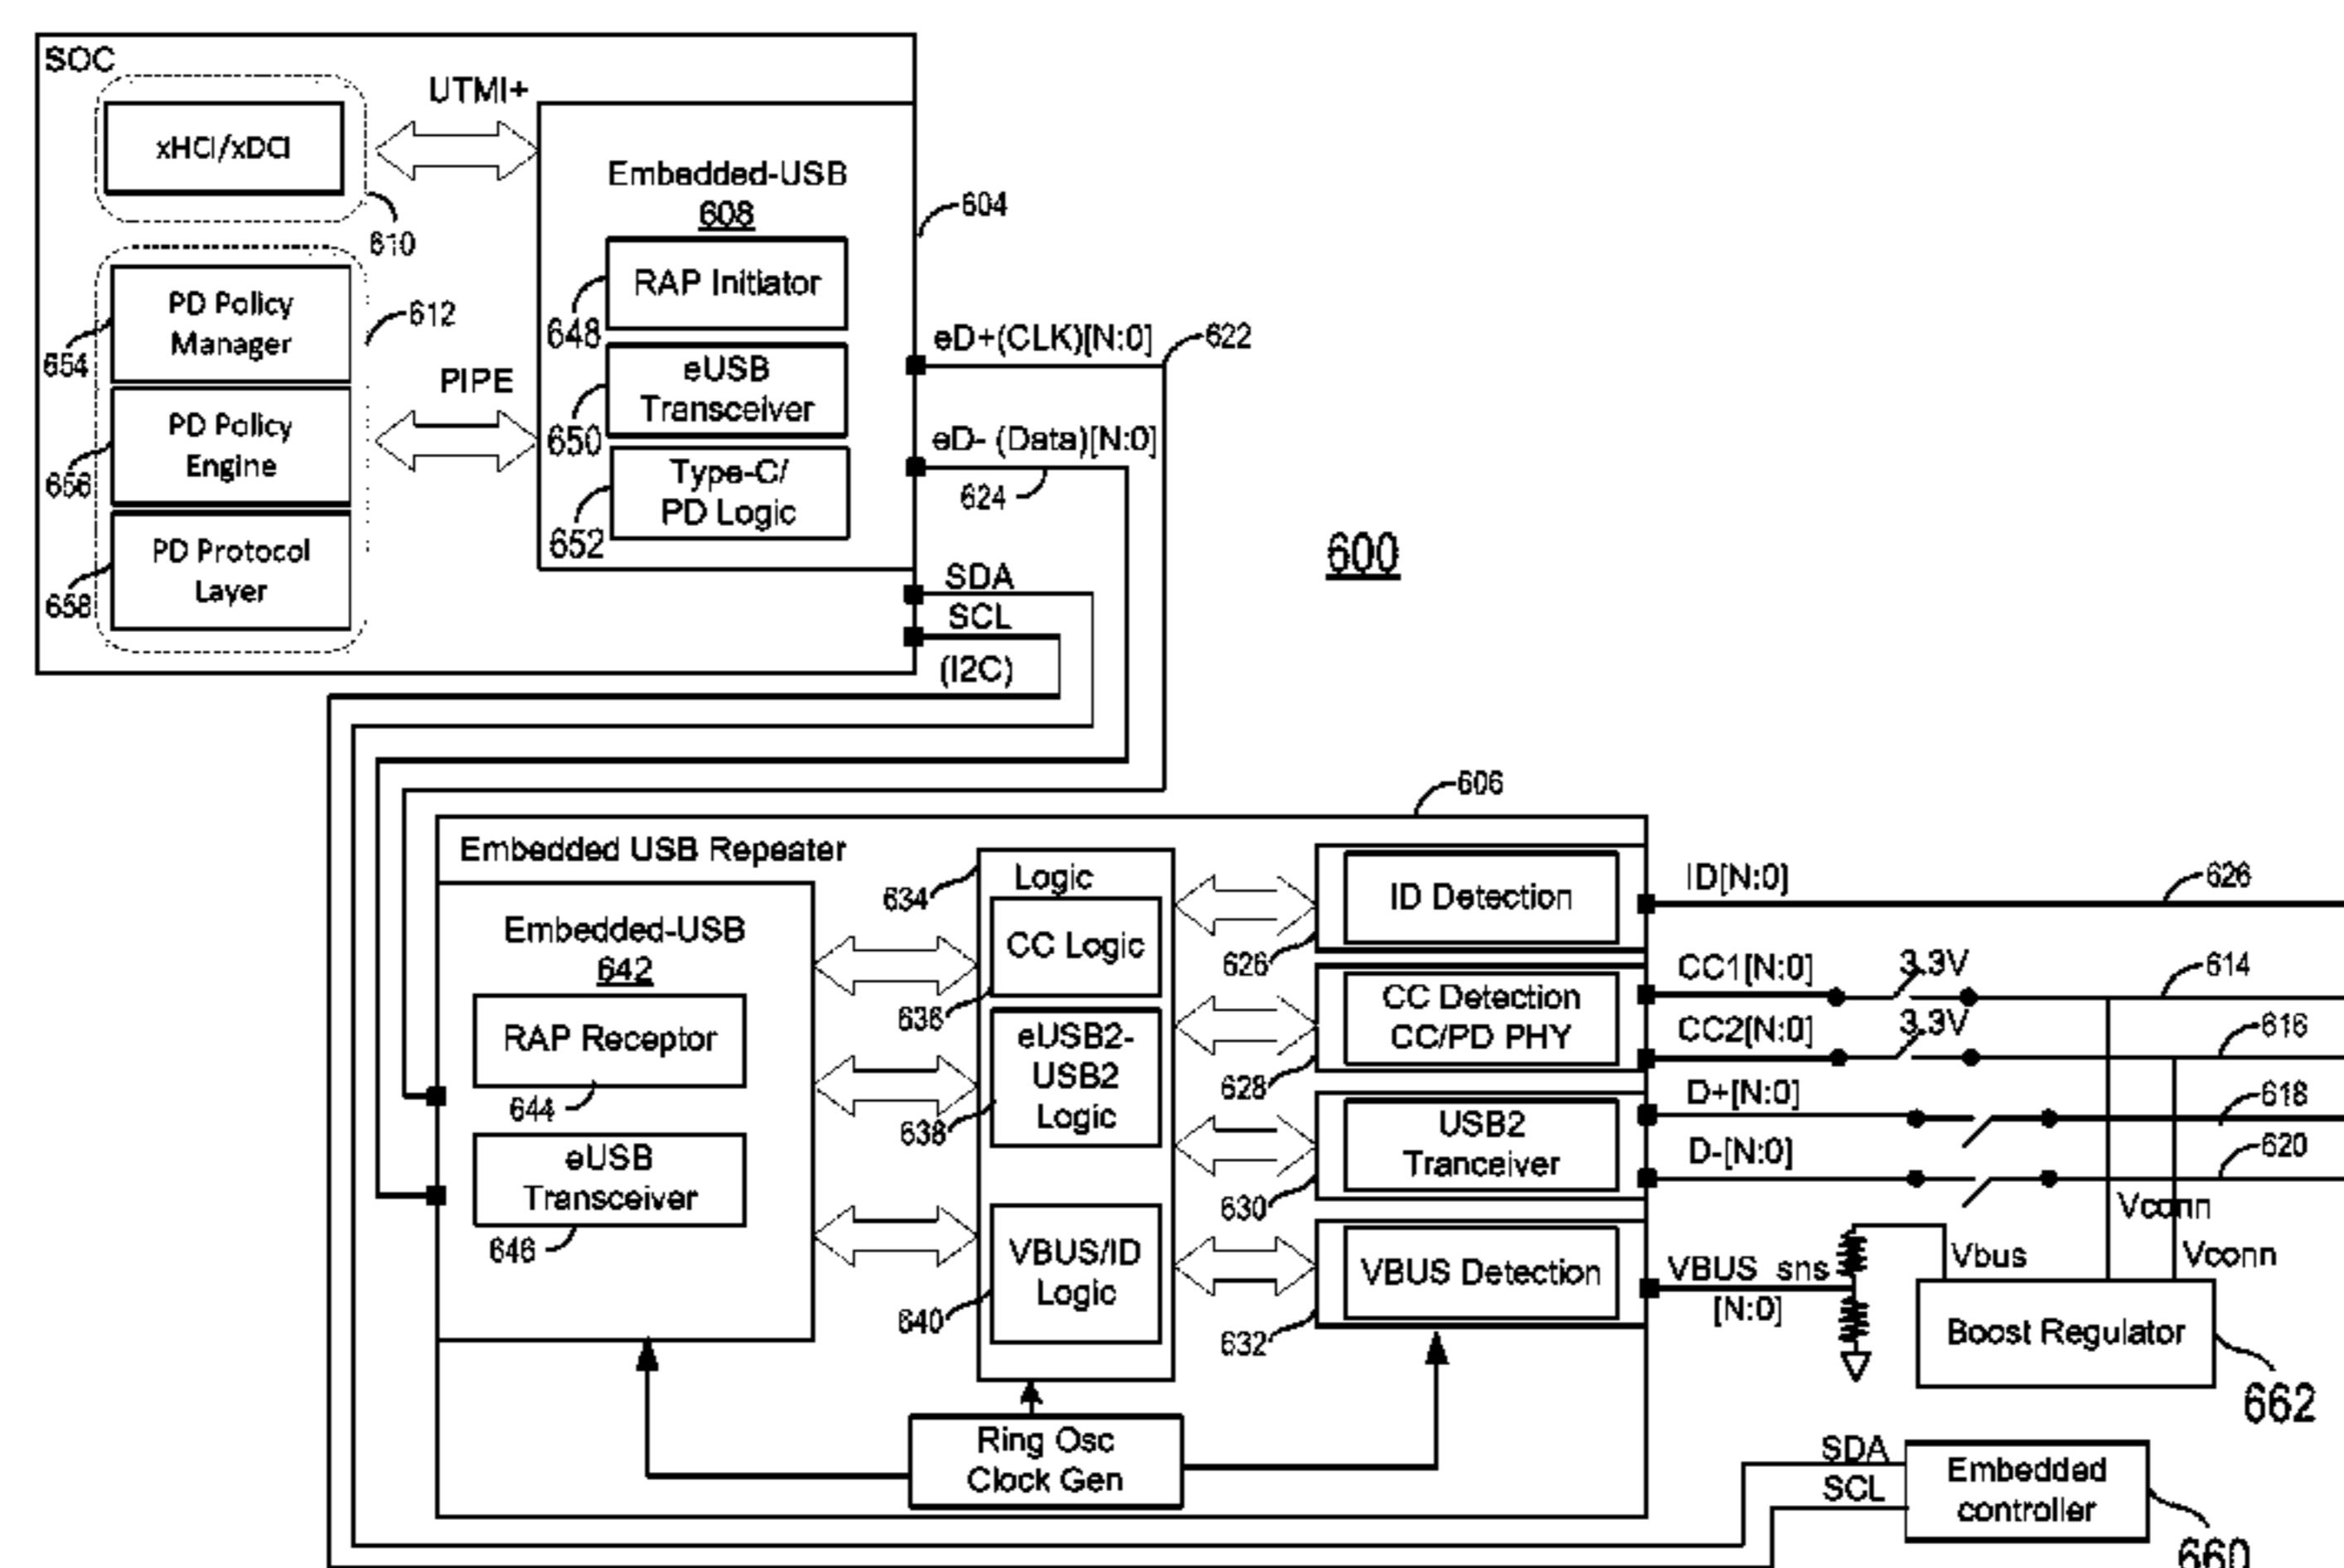 SOC
UTMI+
xHCI/xDCI
610
Embedded-USB
608
604
RAP Initiator
648
PD Policy
Manager
654
612
eD+(CLK)[N:0]
622
eUSB
Transceiver
650
PIPE
PD Policy
Engine
656
eD- (Data)[N:0]
624
Type-C/
PD Logic
652
PD Protocol
Layer
658
SDA
SCL
(I2C)
600
606
Embedded USB Repeater
Embedded-USB
642
RAP Receptor
644
eUSB
Transceiver
646
634
Logic
CC Logic
636
eUSB2-
USB2
Logic
638
VBUS/ID
Logic
640
ID Detection
626
CC Detection
CC/PD PHY
628
USB2
Tranceiver
630
VBUS Detection
632
Ring Osc
Clock Gen
ID[N:0]
626
CC1[N:0]
3.3V
614
CC2[N:0]
3.3V
616
D+[N:0]
618
D-[N:0]
620
Vconn
VBUS sns
[N:0]
Vbus
Vconn
Boost Regulator
662
SDA
SCL
Embedded
controller
660